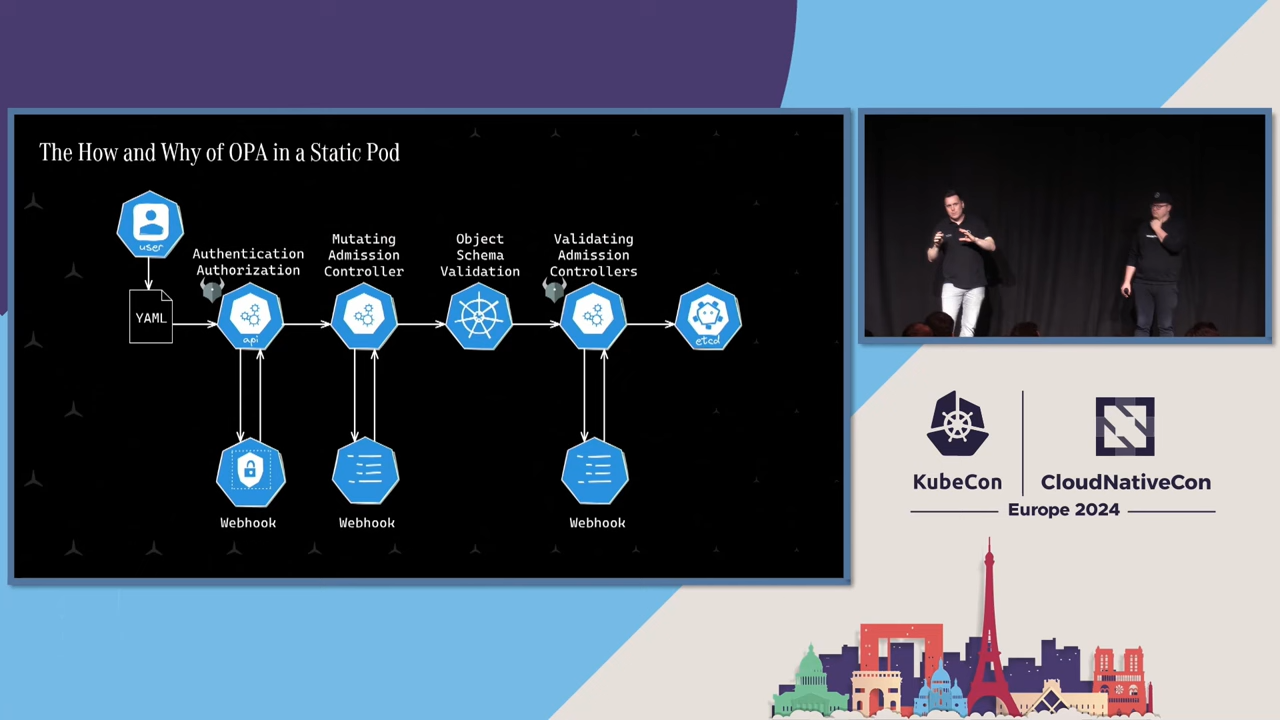 The How and Why of OPA in a Static Pod
user
YAML
Authentication
Authorization
api
Mutating
Admission
Controller
Object
Schema
Validation
Validating
Admission
Controllers
etcd
Webhook
Webhook
Webhook
KubeCon
CloudNativeCon
Europe 2024